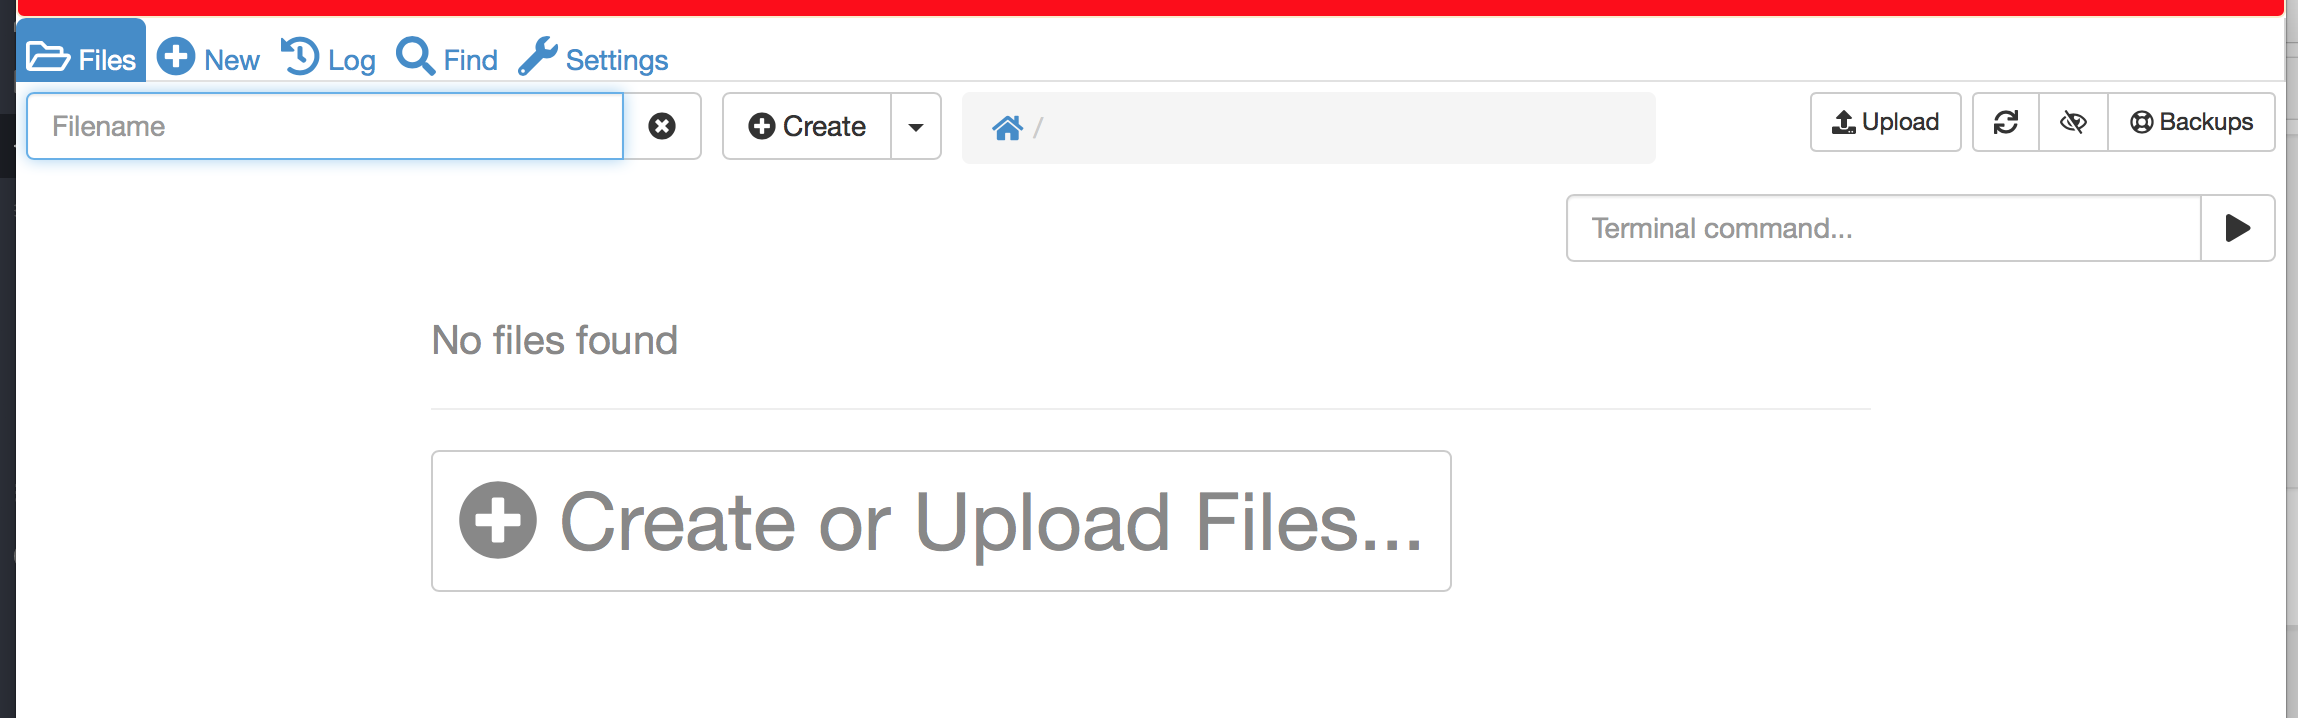 Files New Log Find Settings
Filename Create / Upload Backups
Terminal command...
No files found
Create or Upload Files...